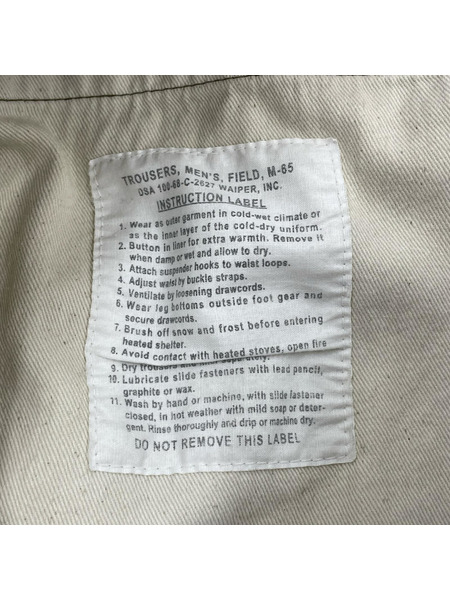 TROUSERS, MEN'S, FIELD, M-65
DSA 100-68-C-2627 WAIPER, INC.
INSTRUCTION LABEL
1. Wear as outer garment in cold-wet climate or
as the inner layer of the cold-dry uniform.
2. Button in liner for extra warmth. Remove it
when damp or wet and allow to dry.
3. Attach suspender hooks to waist loops.
4. Adjust waist by buckle straps.
5. Ventilate by loosening drawcords.
6. Wear leg bottoms outside foot gear and
secure drawcords.
7. Brush off snow and frost before entering
heated shelter.
8. Avoid contact with heated stoves, open fire
9. Dry trousers and
10. Lubricate slide fasteners with lead pencil,
graphite or wax.
11. Wash by hand or machine, with slide fastener
closed, in hot weather with mild soap or deter-
gent. Rinse thoroughly and drip or machine dry.
DO NOT REMOVE THIS LABEL